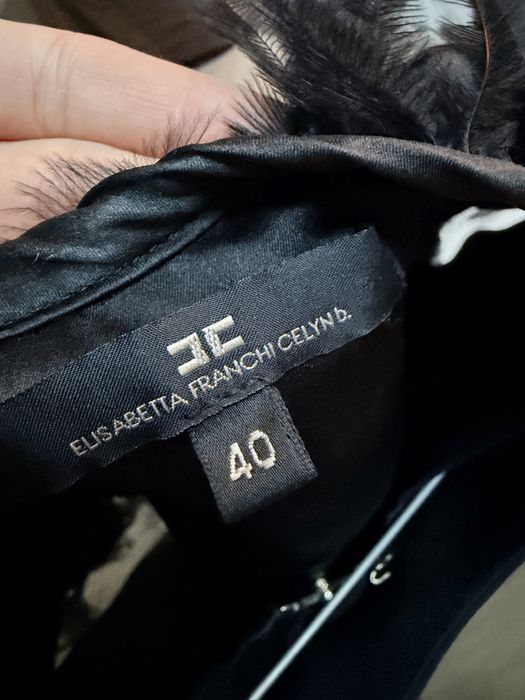 ELISABETTA FRANCHI CELYN b.
40